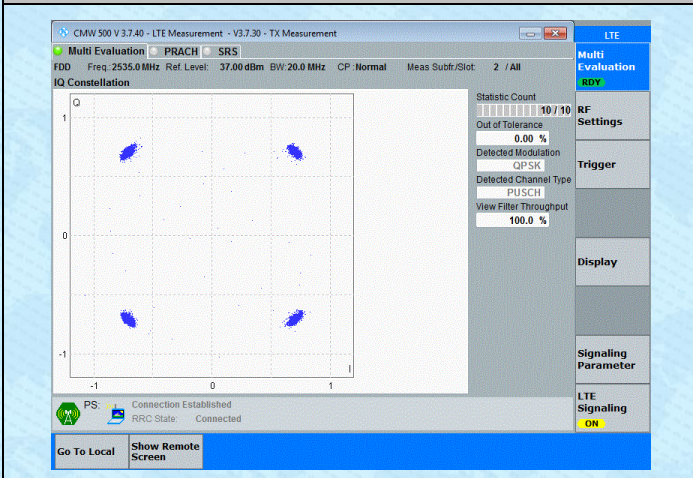 CMW 500 V 3.7.40 - LTE Measurement - V3.7.30 - TX Measurement
LTE
Multi Evaluation PRACH SRS
Multi
Evaluation
RDY
FDD Freq.:2535.0 MHz Ref. Level: 37.00 dBm BW:20.0 MHz CP :Normal Meas Subfr./Slot: 2 / All
IQ Constellation
Q
1
0
-1
I
-1 0 1
Statistic Count
10 / 10
Out of Tolerance
0.00 %
Detected Modulation
QPSK
Detected Channel Type
PUSCH
View Filter Throughput
100.0 %
RF
Settings
Trigger
Display
Signaling
Parameter
LTE
Signaling
ON
PS: Connection Established
RRC State: Connected
Go To Local
Show Remote
Screen